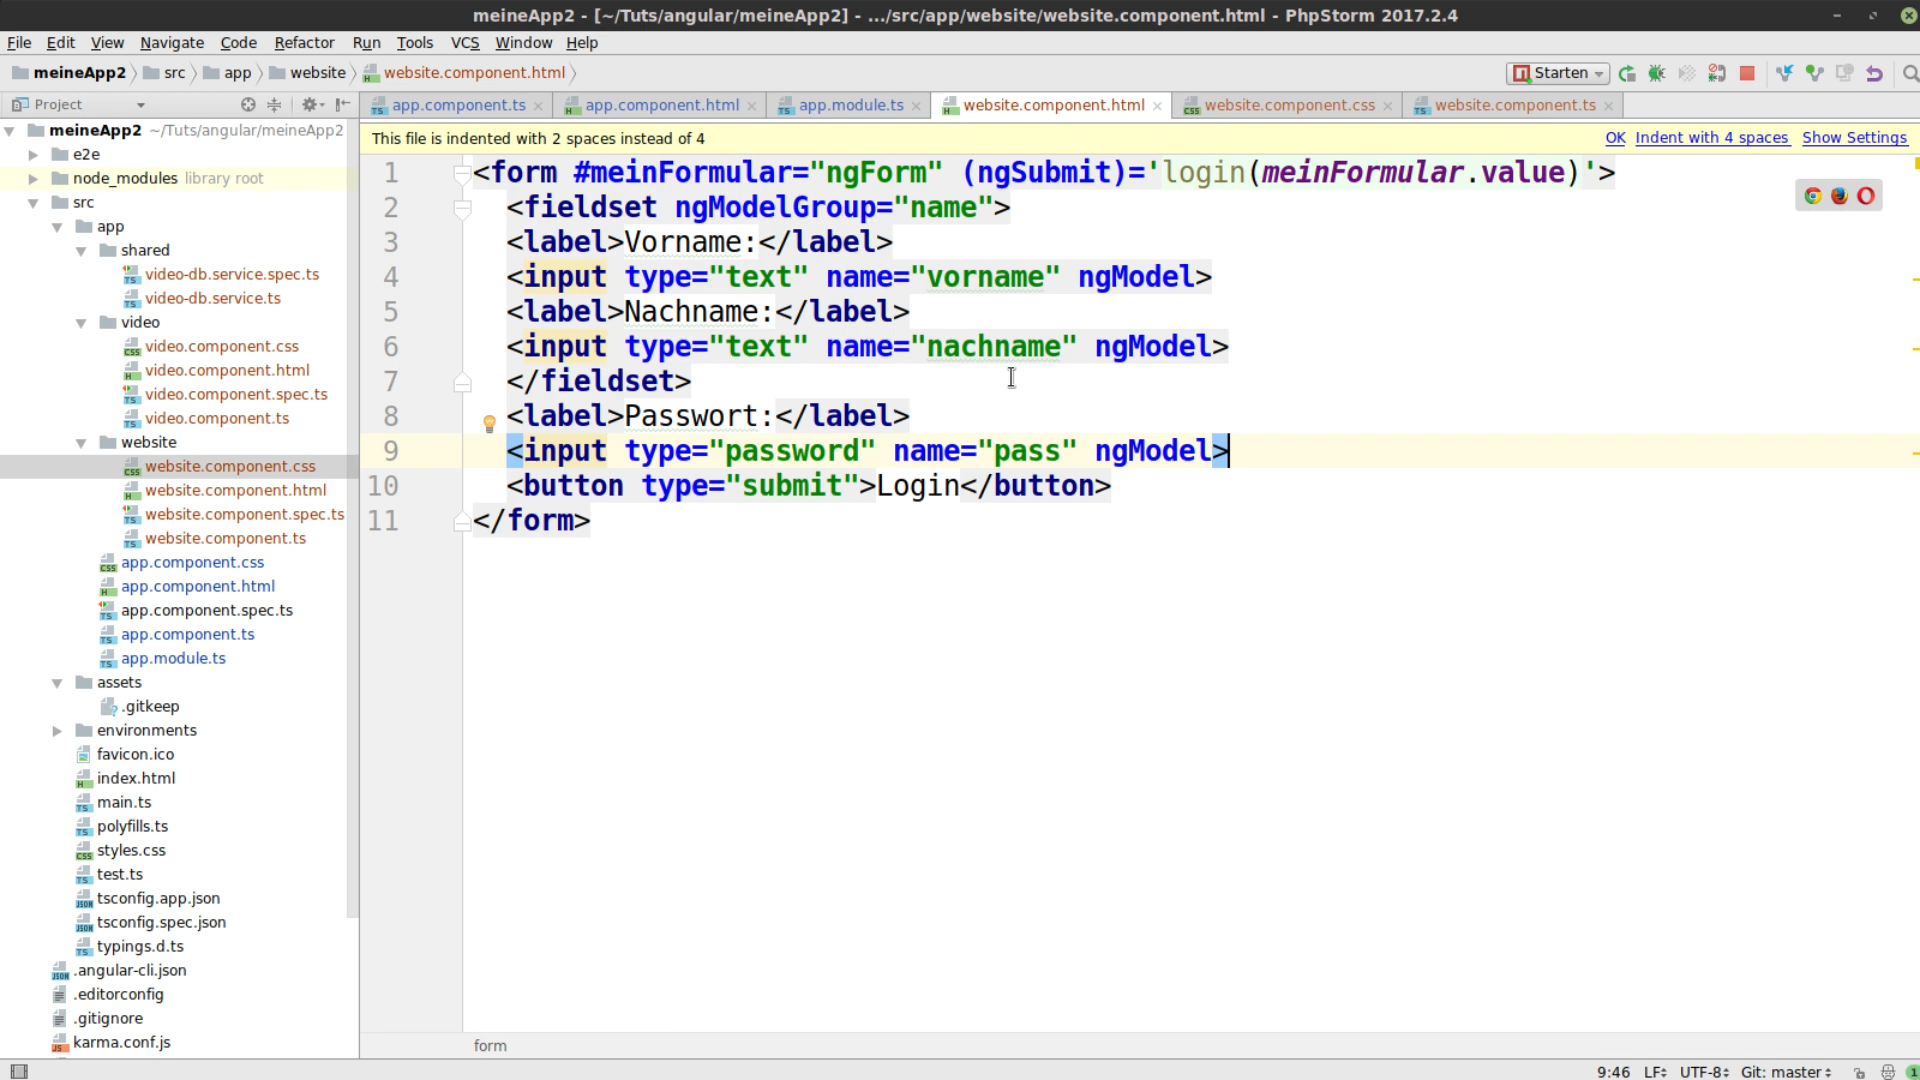 meineApp2 - [~/Tuts/angular/meineApp2] - .../src/app/website/website.component.html - PhpStorm 2017.2.4
File Edit View Navigate Code Refactor Run Tools VCS Window Help
meineApp2 src app website website.component.html Starten
Project
app.component.ts app.component.html app.module.ts website.component.html website.component.css website.component.ts
This file is indented with 2 spaces instead of 4 OK Indent with 4 spaces Show Settings
meineApp2 ~/Tuts/angular/meineApp2
e2e
node_modules library root
src
app
shared
video-db.service.spec.ts
video-db.service.ts
video
video.component.css
video.component.html
video.component.spec.ts
video.component.ts
website
website.component.css
website.component.html
website.component.spec.ts
website.component.ts
app.component.css
app.component.html
app.component.spec.ts
app.component.ts
app.module.ts
assets
.gitkeep
environments
favicon.ico
index.html
main.ts
polyfills.ts
styles.css
test.ts
tsconfig.app.json
tsconfig.spec.json
typings.d.ts
.angular-cli.json
.editorconfig
.gitignore
karma.conf.js
1 <form #meinFormular="ngForm" (ngSubmit)='login(meinFormular.value)'>
2 <fieldset ngModelGroup="name">
3 <label>Vorname:</label>
4 <input type="text" name="vorname" ngModel>
5 <label>Nachname:</label>
6 <input type="text" name="nachname" ngModel>
7 </fieldset>
8 <label>Passwort:</label>
9 <input type="password" name="pass" ngModel>
10 <button type="submit">Login</button>
11 </form>
form
9:46 LF UTF-8 Git: master 1